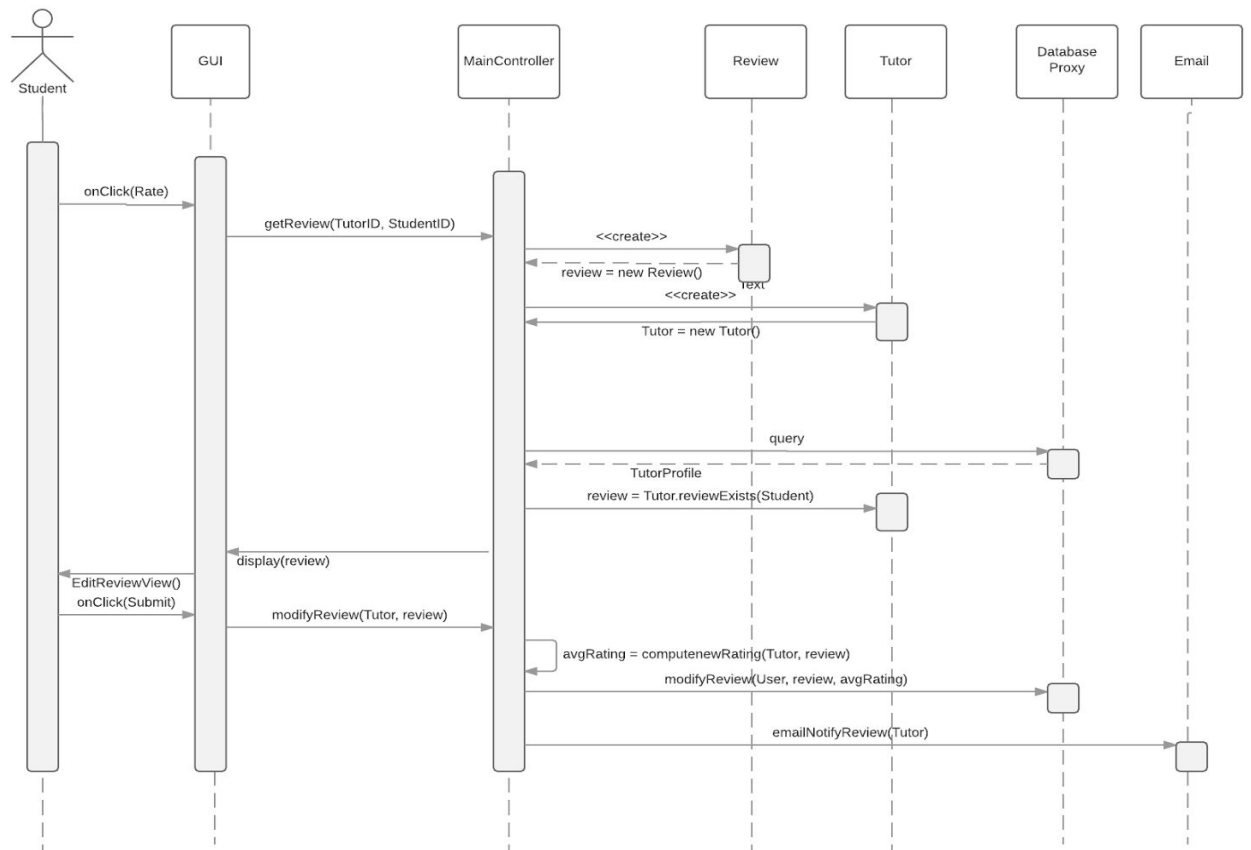 Student
GUI
MainController
Review
Tutor
Database
Proxy
Email
onClick(Rate)
getReview(TutorID, StudentID)
<<create>>
review = new Review()
Text
<<create>>
Tutor = new Tutor()
query
TutorProfile
review = Tutor.reviewExists(Student)
display(review)
EditReviewView()
onClick(Submit)
modifyReview(Tutor, review)
avgRating = computenewRating(Tutor, review)
modifyReview(User, review, avgRating)
emailNotifyReview(Tutor)